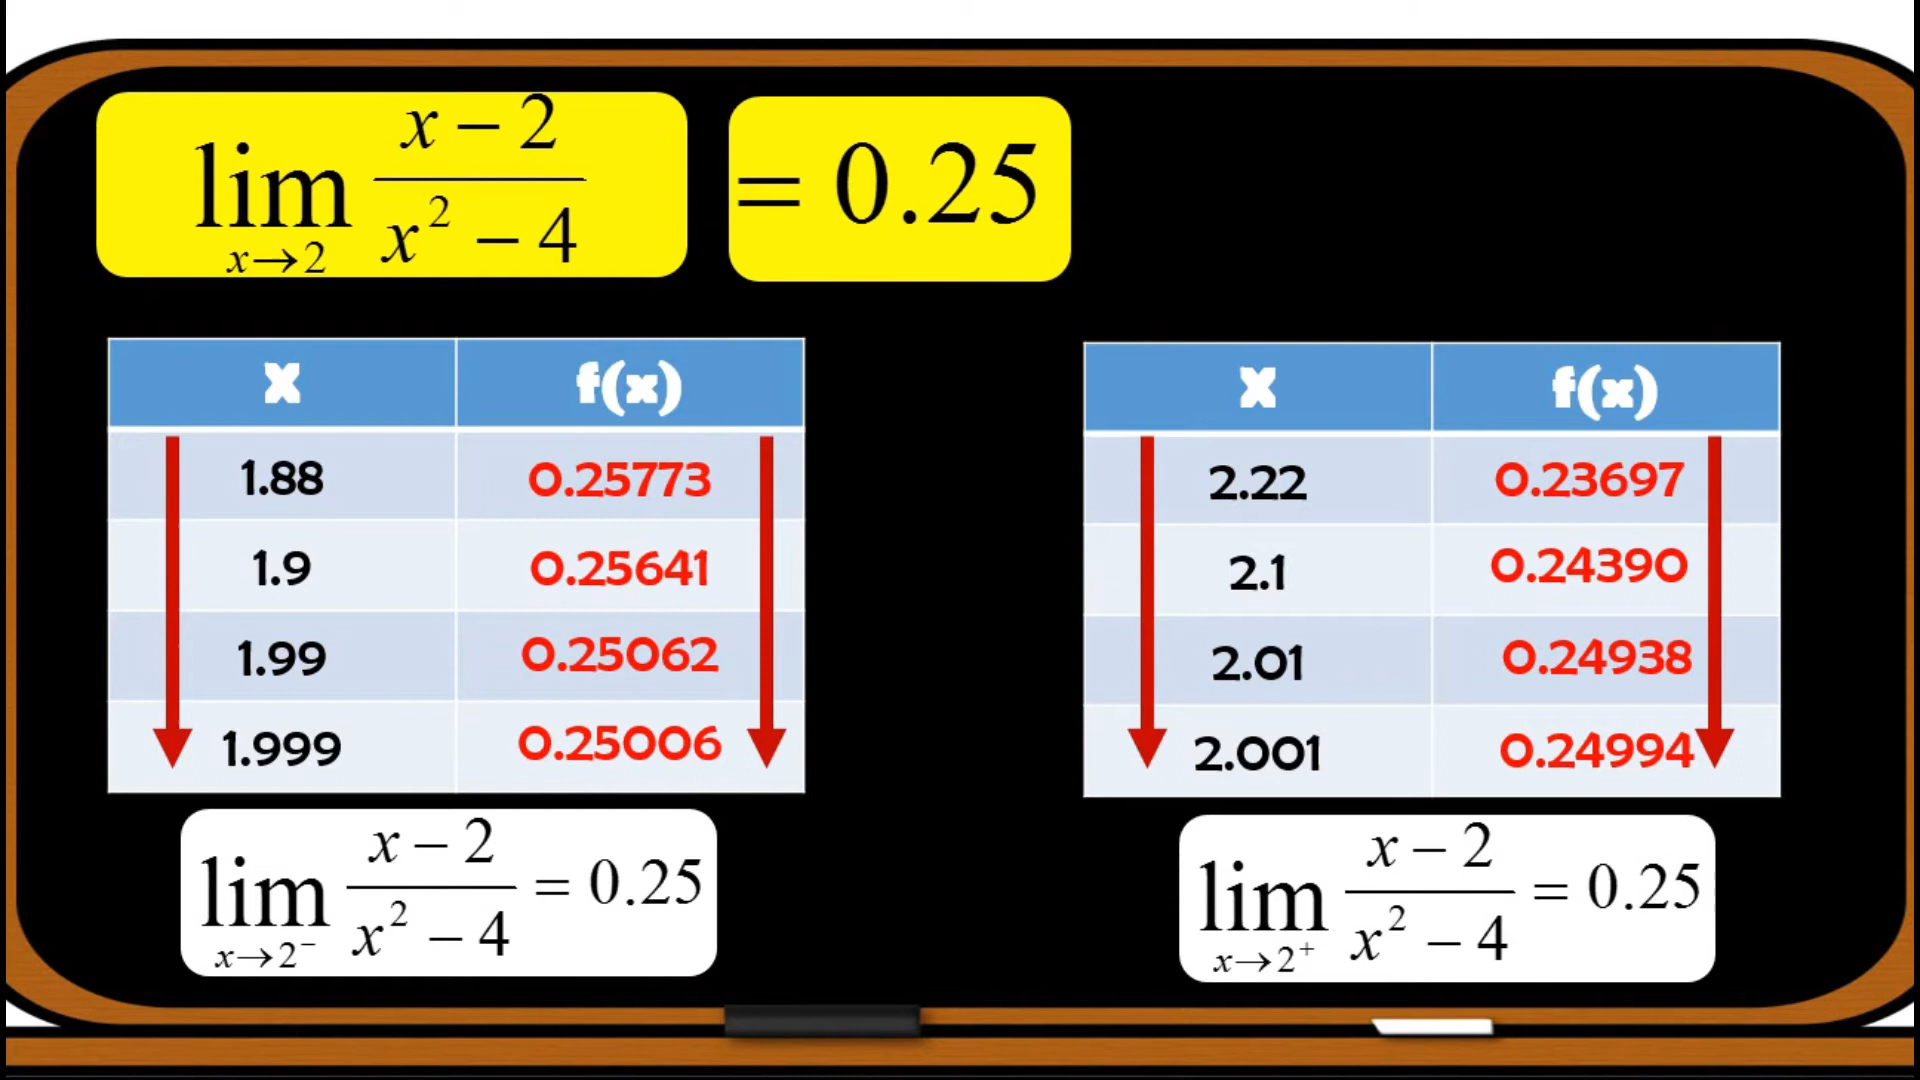 lim x→2 (x − 2)/(x² − 4) = 0.25
X f(x)
1.88 0.25773
1.9 0.25641
1.99 0.25062
1.999 0.25006
lim x→2⁻ (x − 2)/(x² − 4) = 0.25
X f(x)
2.22 0.23697
2.1 0.24390
2.01 0.24938
2.001 0.24994
lim x→2⁺ (x − 2)/(x² − 4) = 0.25